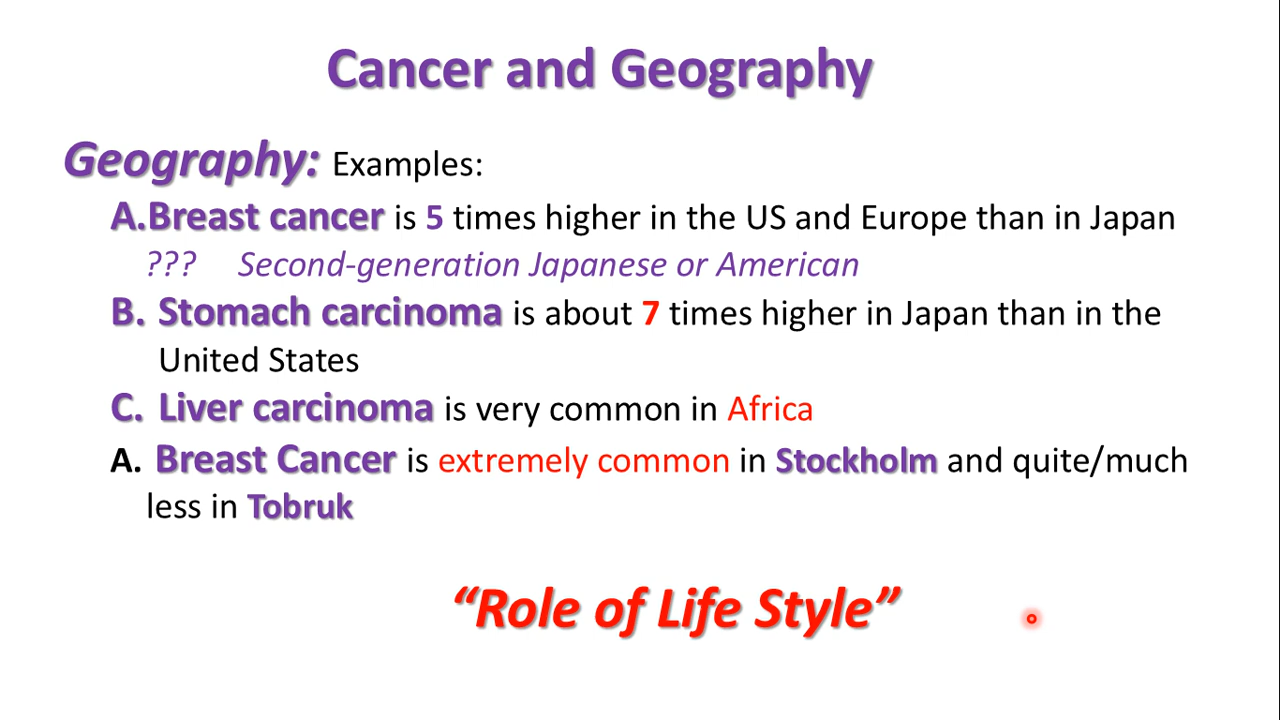 Cancer and Geography
Geography: Examples:
A.Breast cancer is 5 times higher in the US and Europe than in Japan
??? Second-generation Japanese or American
B. Stomach carcinoma is about 7 times higher in Japan than in the
United States
C. Liver carcinoma is very common in Africa
A. Breast Cancer is extremely common in Stockholm and quite/much
less in Tobruk
“Role of Life Style”